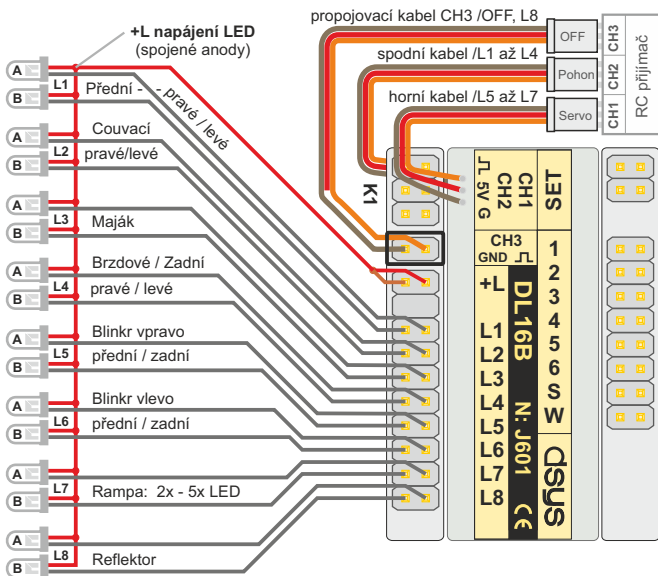 propojovací kabel CH3 /OFF, L8
+L napájení LED
(spojené anody)
spodní kabel /L1 až L4
horní kabel /L5 až L7
OFF
Pohon
Servo
CH3
CH2
CH1
RC přijímač
A
L1
B
Přední - - pravé / levé
A
L2
B
Couvací
pravé/levé
A
L3
B
Maják
A
L4
B
Brzdové / Zadní
pravé / levé
A
L5
B
Blinkr vpravo
přední / zadní
A
L6
B
Blinkr vlevo
přední / zadní
A
L7
B
Rampa: 2x - 5x LED
A
L8
B
Reflektor
K1
CH1
CH2
5V G
SET
CH3
GND
+L
L1
L2
L3
L4
L5
L6
L7
L8
DL16B N: J601 CE
1
2
3
4
5
6
S
W
dsys